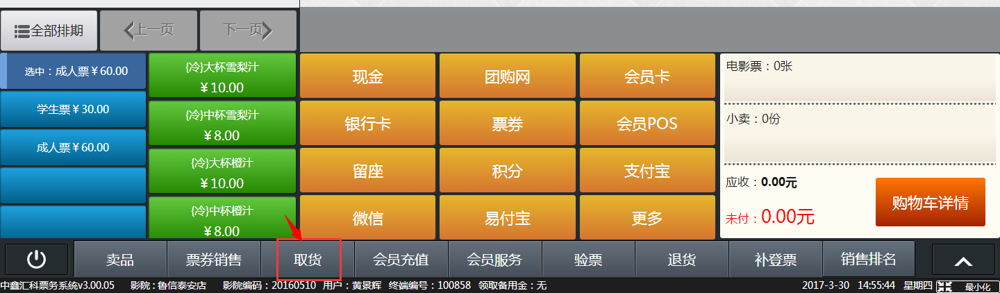 全部排期 上一页 下一页
选中：成人票￥60.00
学生票￥30.00
成人票￥60.00
{冷}大杯雪梨汁
￥10.00
{冷}中杯雪梨汁
￥8.00
{冷}大杯橙汁
￥10.00
{冷}中杯橙汁
￥8.00
现金 团购网 会员卡
银行卡 票券 会员POS
留座 积分 支付宝
微信 易付宝 更多
电影票：0张
小卖：0份
应收：0.00元
未付：0.00元
购物车详情
卖品 票券销售 取货 会员充值 会员服务 验票 退货 补登票 销售排名
中鑫汇科票务系统v3.00.05 影院：鲁信泰安店 影院编码：20160510 用户：黄景辉 终端编号：100858 领取备用金：无 2017-3-30 14:55:44 星期四 最小化